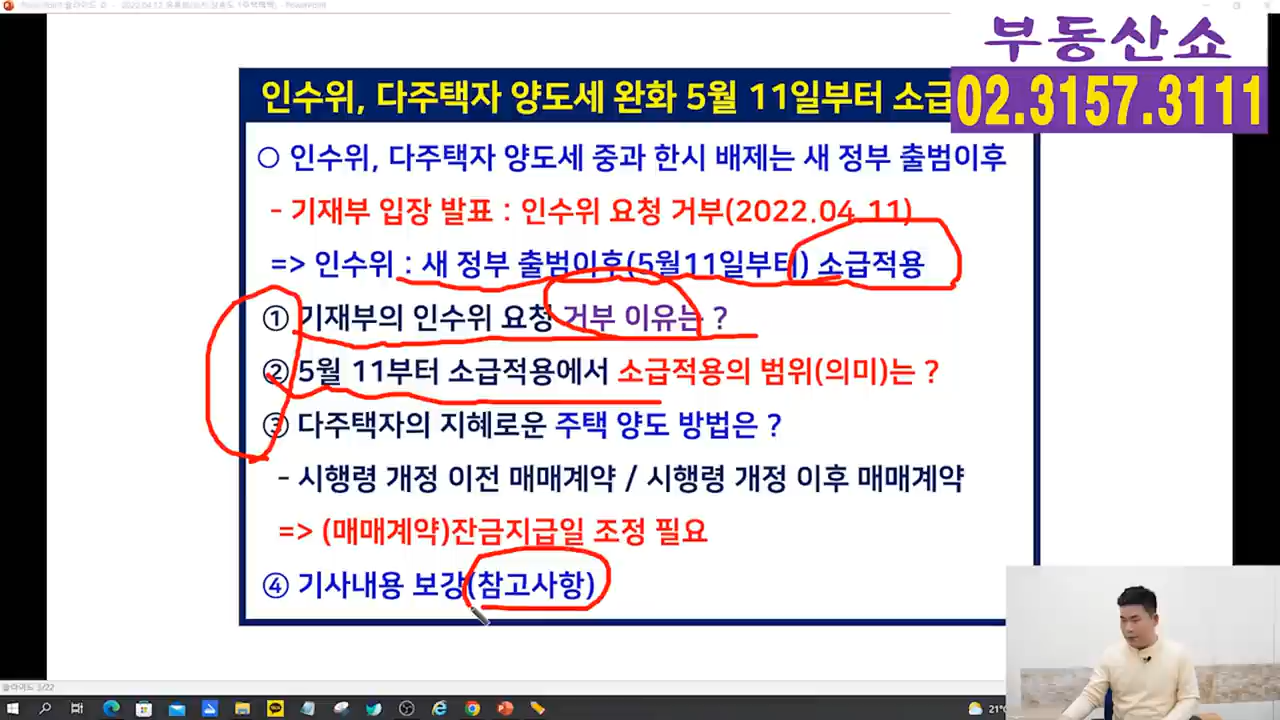 부동산쇼
02.3157.3111
인수위, 다주택자 양도세 완화 5월 11일부터 소급
○ 인수위, 다주택자 양도세 중과 한시 배제는 새 정부 출범이후
- 기재부 입장 발표 : 인수위 요청 거부(2022.04.11)
=> 인수위 : 새 정부 출범이후(5월11일부터) 소급적용
① 기재부의 인수위 요청 거부 이유는 ?
② 5월 11부터 소급적용에서 소급적용의 범위(의미)는 ?
③ 다주택자의 지혜로운 주택 양도 방법은 ?
- 시행령 개정 이전 매매계약 / 시행령 개정 이후 매매계약
=> (매매계약)잔금지급일 조정 필요
④ 기사내용 보강(참고사항)
슬라이드 3/22
21°C